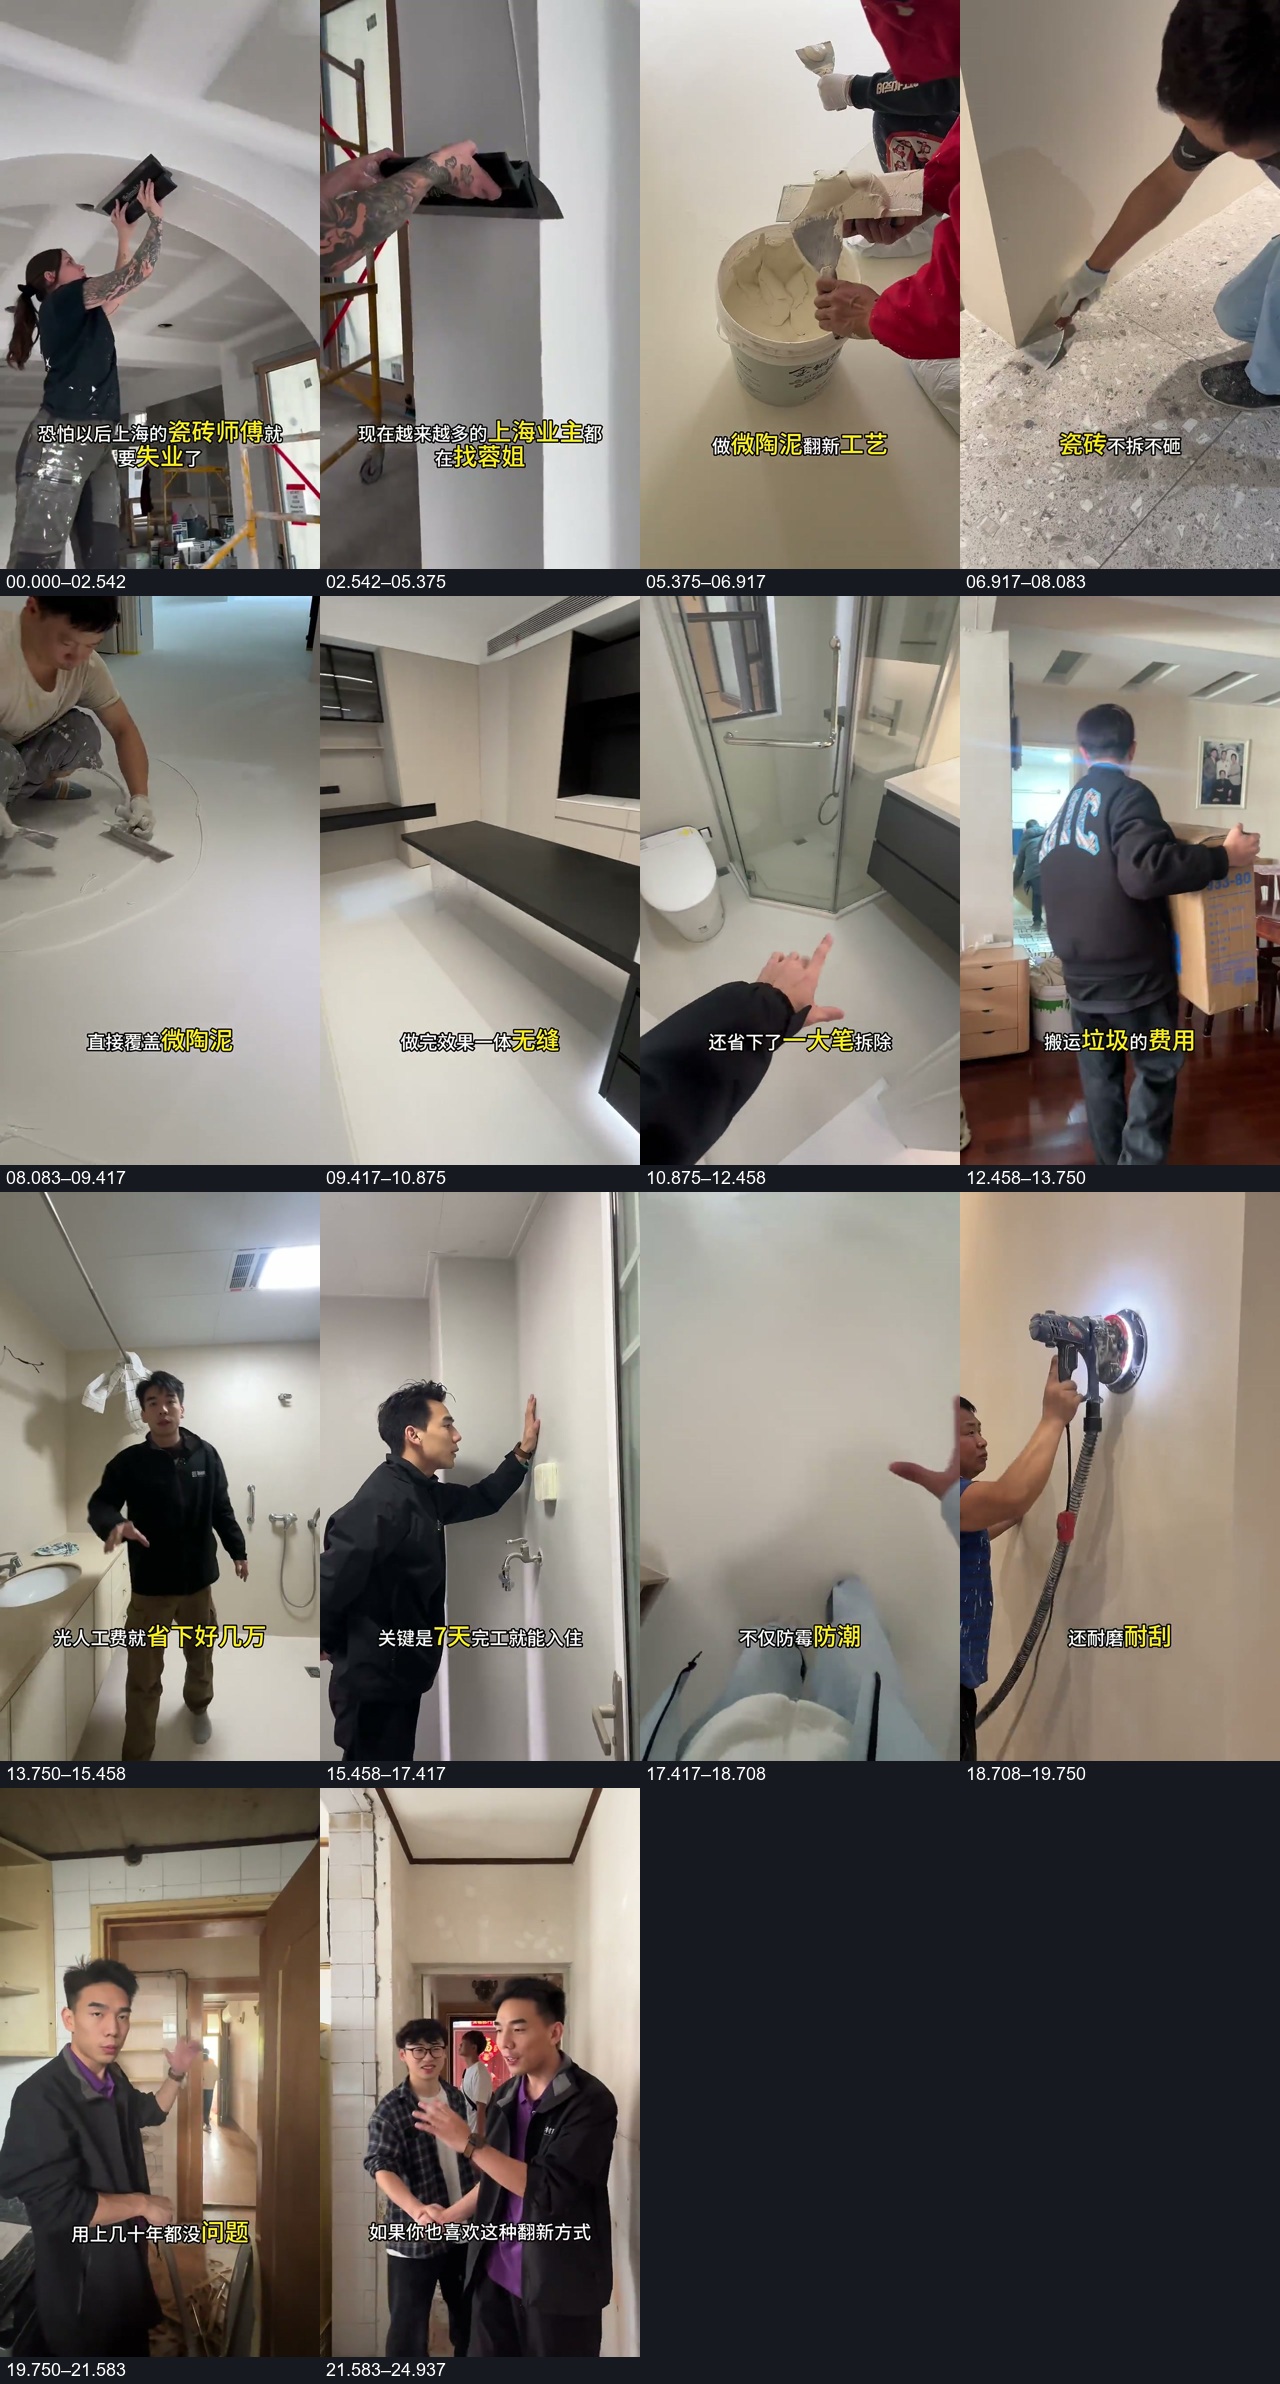 恐怕以后上海的瓷砖师傅就
要失业了
现在越来越多的上海业主都
在找蓉姐
做微陶泥翻新工艺
瓷砖不拆不砸
00.000–02.542
02.542–05.375
05.375–06.917
06.917–08.083
直接覆盖微陶泥
做完效果一体无缝
还省下了一大笔拆除
933-80
搬运垃圾的费用
08.083–09.417
09.417–10.875
10.875–12.458
12.458–13.750
光人工费就省下好几万
关键是7天完工就能入住
不仅防霉防潮
还耐磨耐刮
13.750–15.458
15.458–17.417
17.417–18.708
18.708–19.750
用上几十年都没问题
如果你也喜欢这种翻新方式
19.750–21.583
21.583–24.937